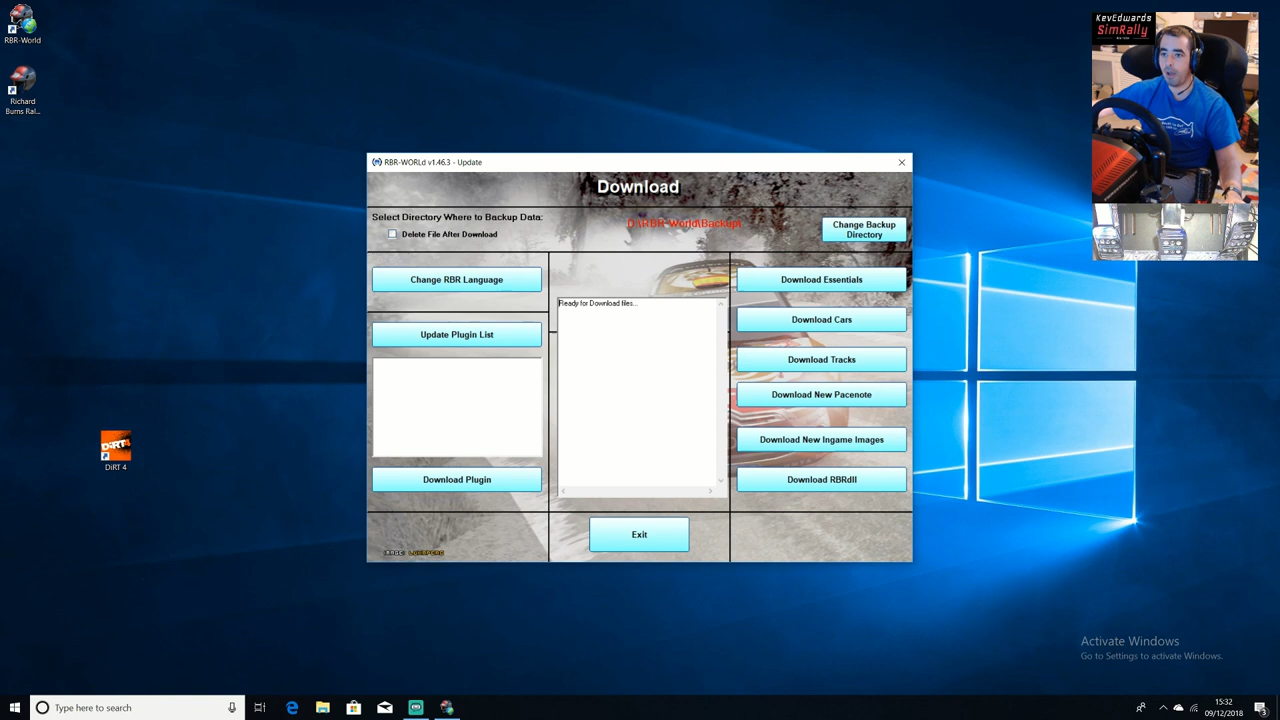 RBR-World
Richard
Burns Ral...
DiRT 4
DiRT 4
KevEdwards
SimRally
RBR-WORLd v1.46.3 - Update
Download
Select Directory Where to Backup Data:
Delete File After Download
D:\RBR-World\Backup\
Change Backup
Directory
Change RBR Language
Update Plugin List
Download Plugin
Ready for Download files...
Download Essentials
Download Cars
Download Tracks
Download New Pacenote
Download New Ingame Images
Download RBRdll
Exit
Activate Windows
Go to Settings to activate Windows.
Type here to search
15:32
09/12/2018
3